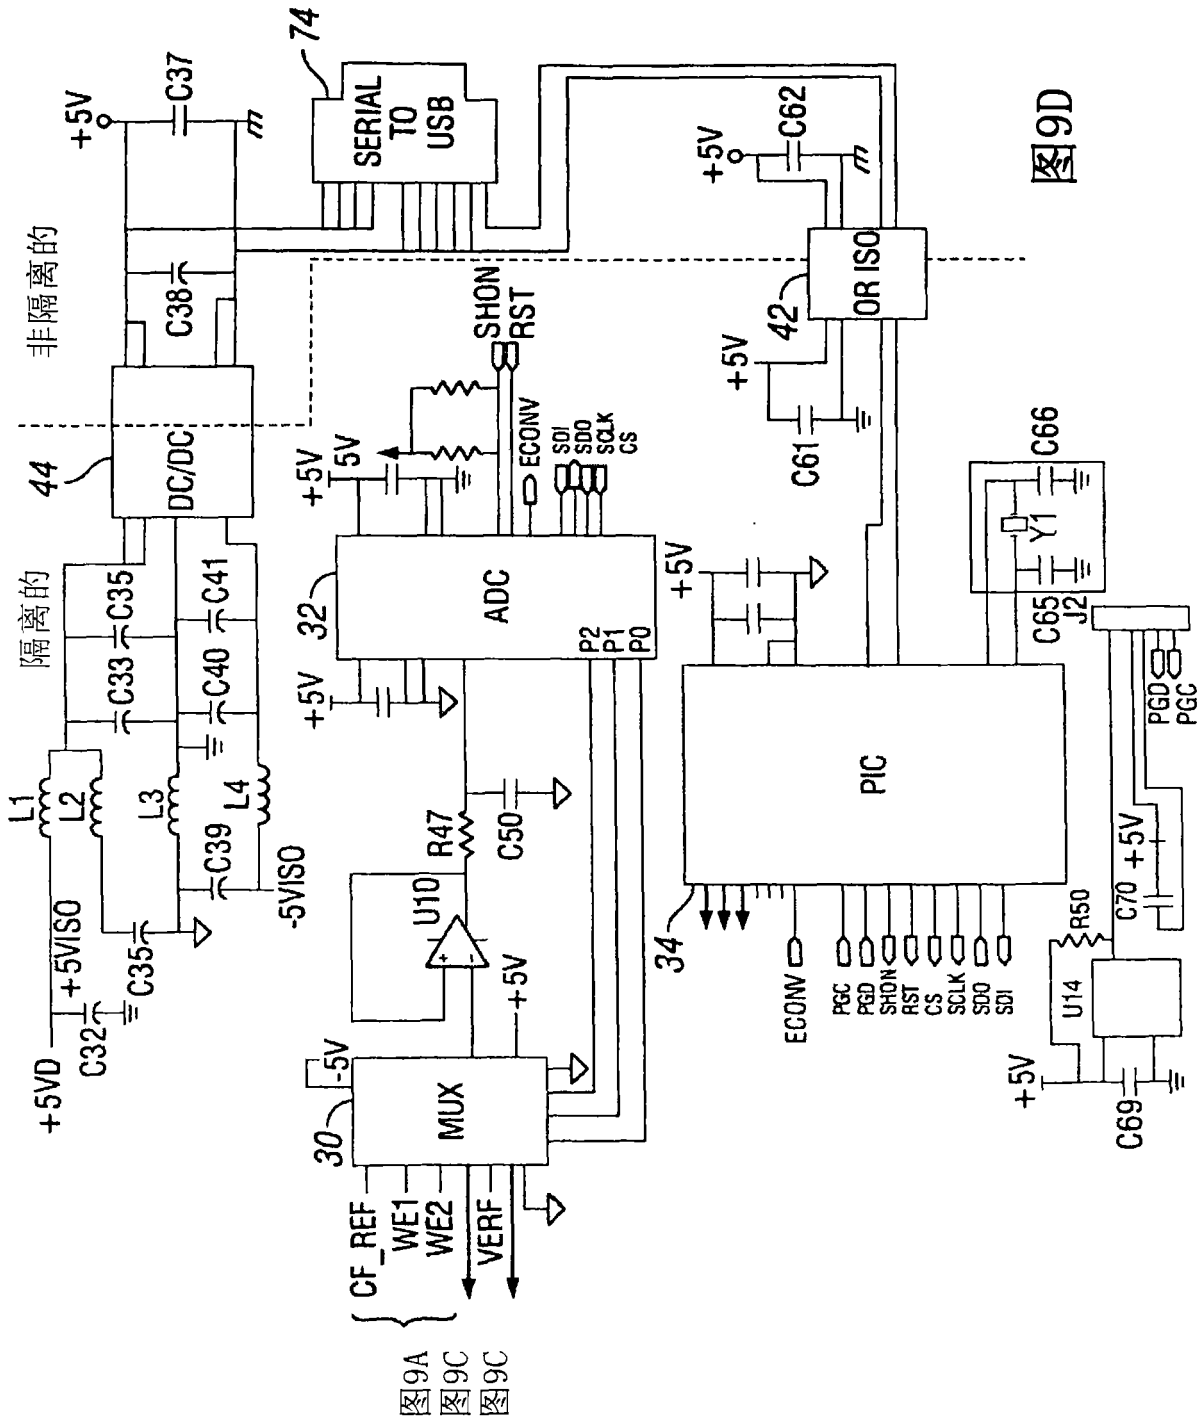 隔离的
非隔离的
44
DC/DC
+5V
C37
C38
74
SERIAL
TO
USB
L1
L2
L3
L4
C33
C35
C40
C41
+5VD
+5VISO
C32
C35
C39
-5VISO
32
ADC
P2
P1
P0
+5V
+5V
5V
SHON
RST
ECONV
SDI
SDO
SCLK
CS
30
MUX
-5V
+5V
CF_REF
WE1
WE2
VERF
图9A
图9C
图9C
U10
+
-
R47
C50
42
OR ISO
+5V
C61
+5V
C62
34
PIC
+5V
ECONV
PGC
PGD
SHON
RST
CS
SCLK
SDO
SDI
C65
Y1
C66
J2
PGD
PGC
+5V
C70
R50
U14
+5V
C69
图9D